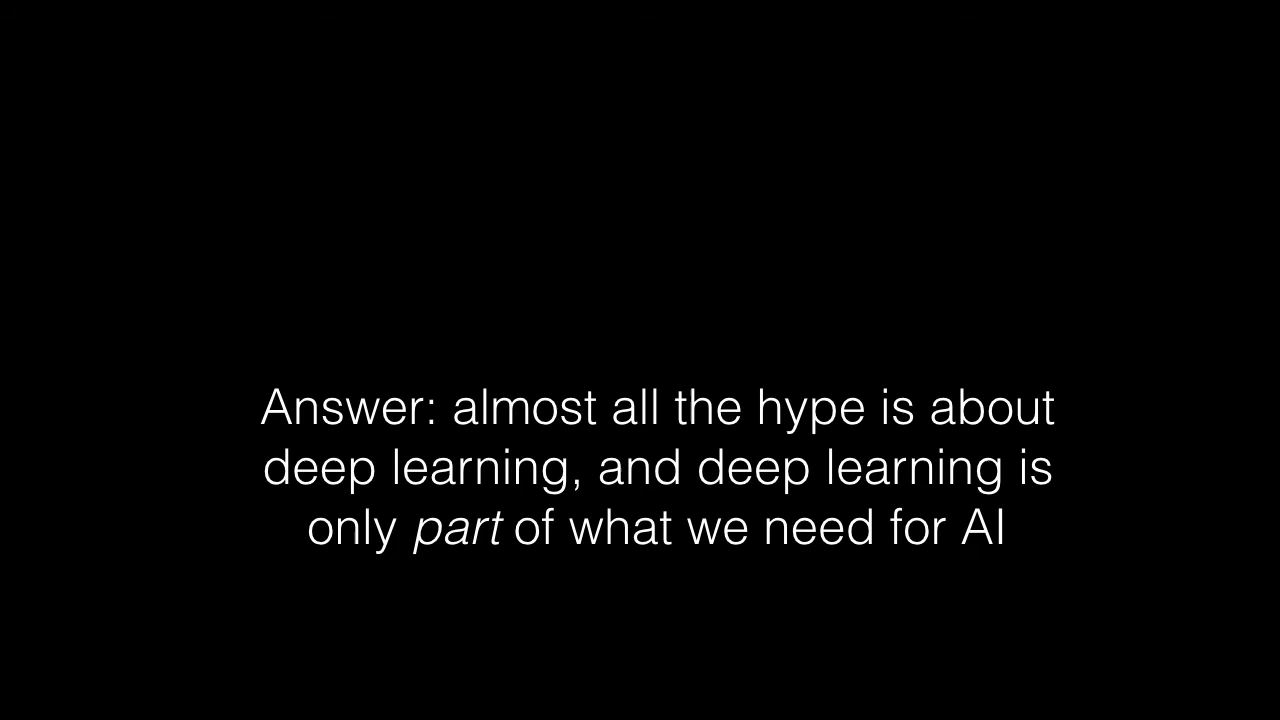 Answer: almost all the hype is about
deep learning, and deep learning is
only part of what we need for AI